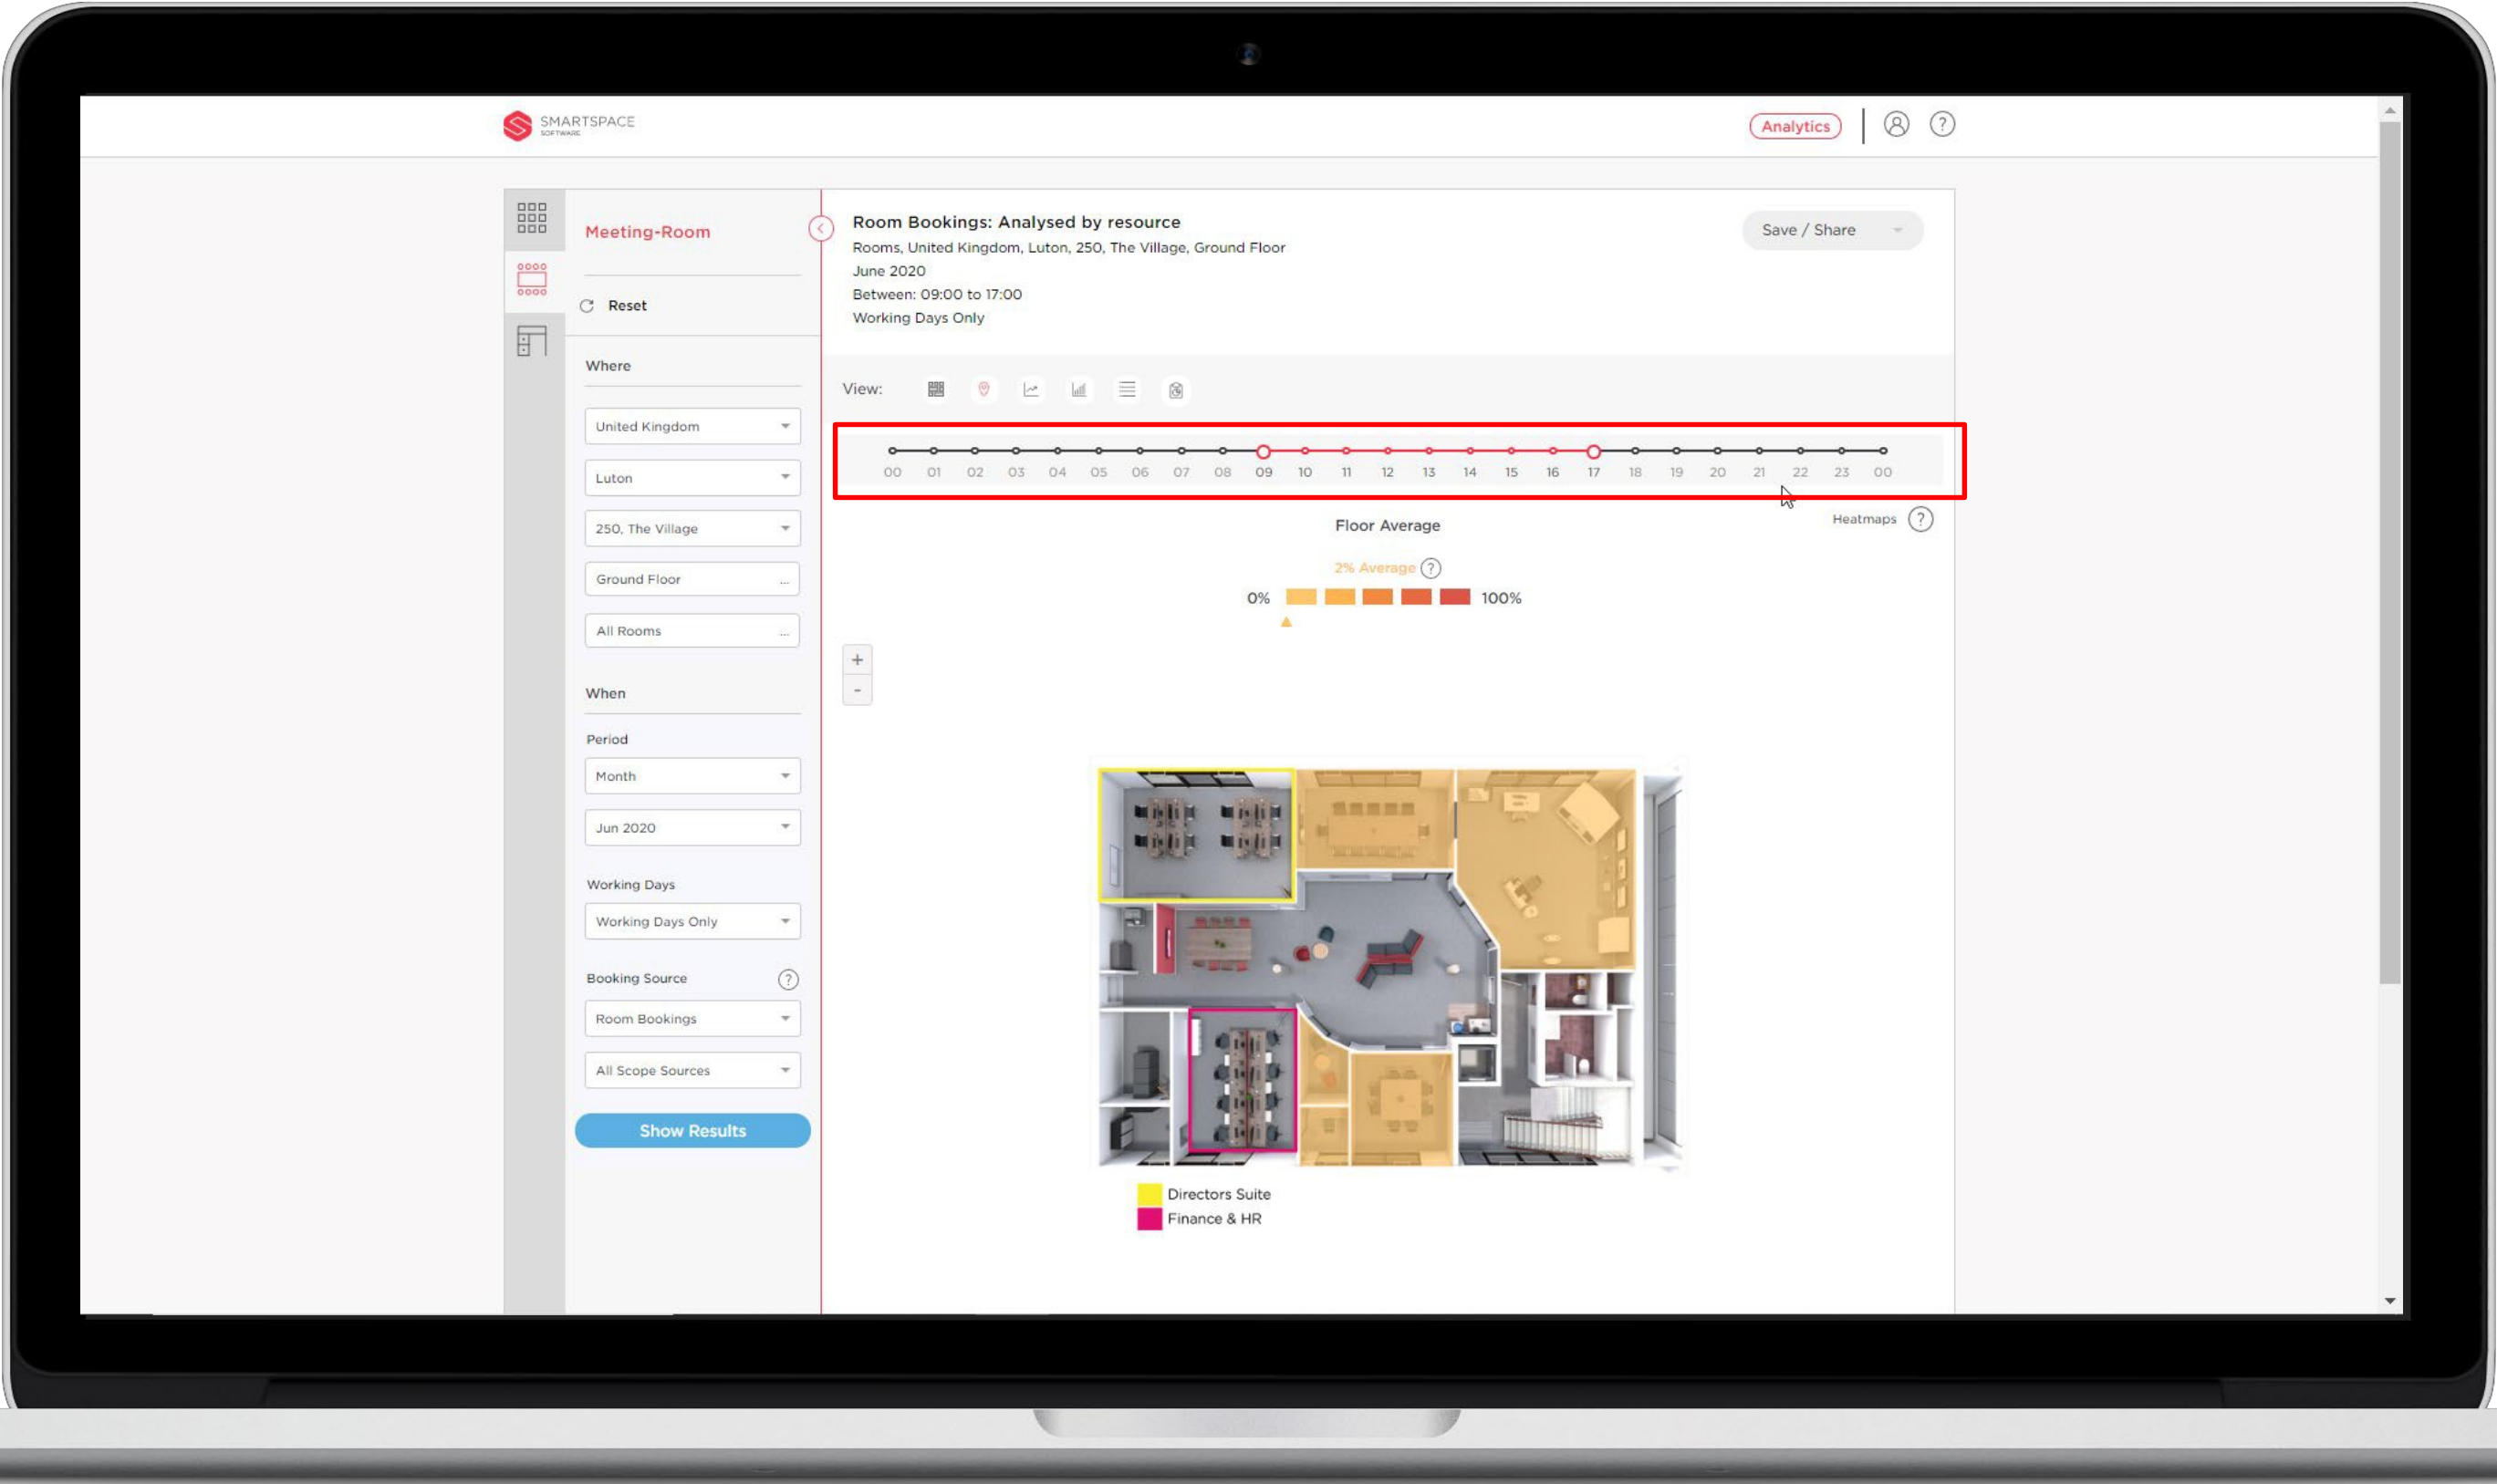 SMARTSPACE
SOFTWARE
Analytics
?
Meeting-Room
Reset
Where
United Kingdom
Luton
250, The Village
Ground Floor ...
All Rooms ...
When
Period
Month
Jun 2020
Working Days
Working Days Only
Booking Source ?
Room Bookings
All Scope Sources
Show Results
Room Bookings: Analysed by resource
Rooms, United Kingdom, Luton, 250, The Village, Ground Floor
June 2020
Between: 09:00 to 17:00
Working Days Only
Save / Share
View:
00 01 02 03 04 05 06 07 08 09 10 11 12 13 14 15 16 17 18 19 20 21 22 23 00
Floor Average
Heatmaps ?
2% Average ?
0% 100%
+
-
Directors Suite
Finance & HR